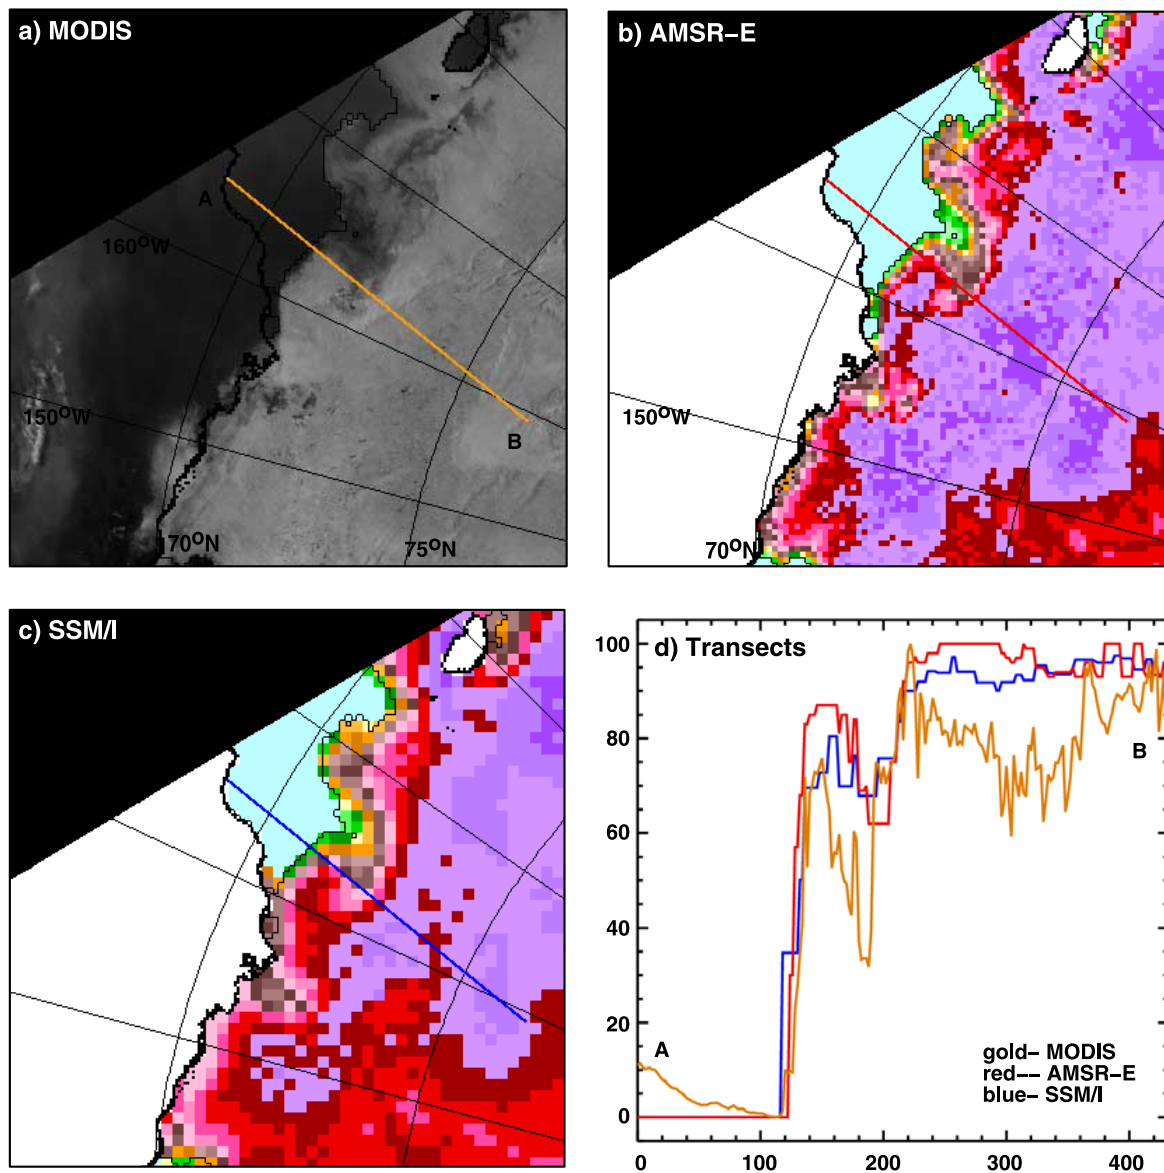 a) MODIS
A
160°W
150°W
B
70°N
75°N
b) AMSR–E
150°W
70°N
c) SSM/I
d) Transects
100
80
60
40
20
0
A
B
gold– MODIS
red–– AMSR–E
blue– SSM/I
0
100
200
300
400